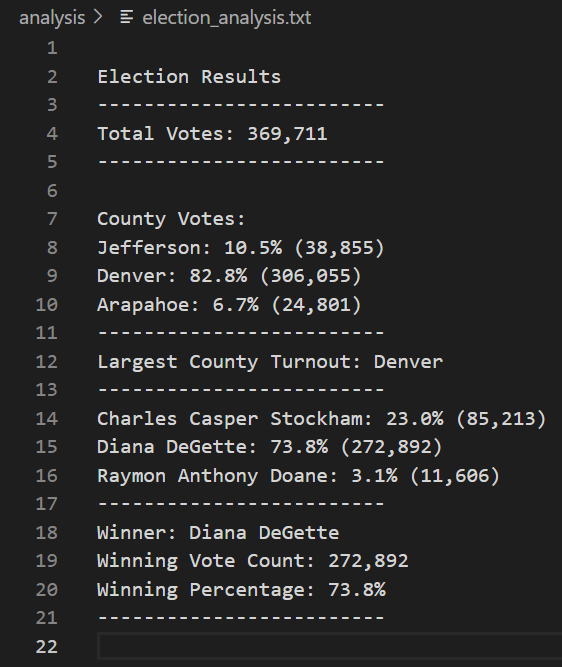 analysis > election_analysis.txt
1
2 Election Results
3 -------------------------
4 Total Votes: 369,711
5 -------------------------
6
7 County Votes:
8 Jefferson: 10.5% (38,855)
9 Denver: 82.8% (306,055)
10 Arapahoe: 6.7% (24,801)
11 -------------------------
12 Largest County Turnout: Denver
13 -------------------------
14 Charles Casper Stockham: 23.0% (85,213)
15 Diana DeGette: 73.8% (272,892)
16 Raymon Anthony Doane: 3.1% (11,606)
17 -------------------------
18 Winner: Diana DeGette
19 Winning Vote Count: 272,892
20 Winning Percentage: 73.8%
21 -------------------------
22